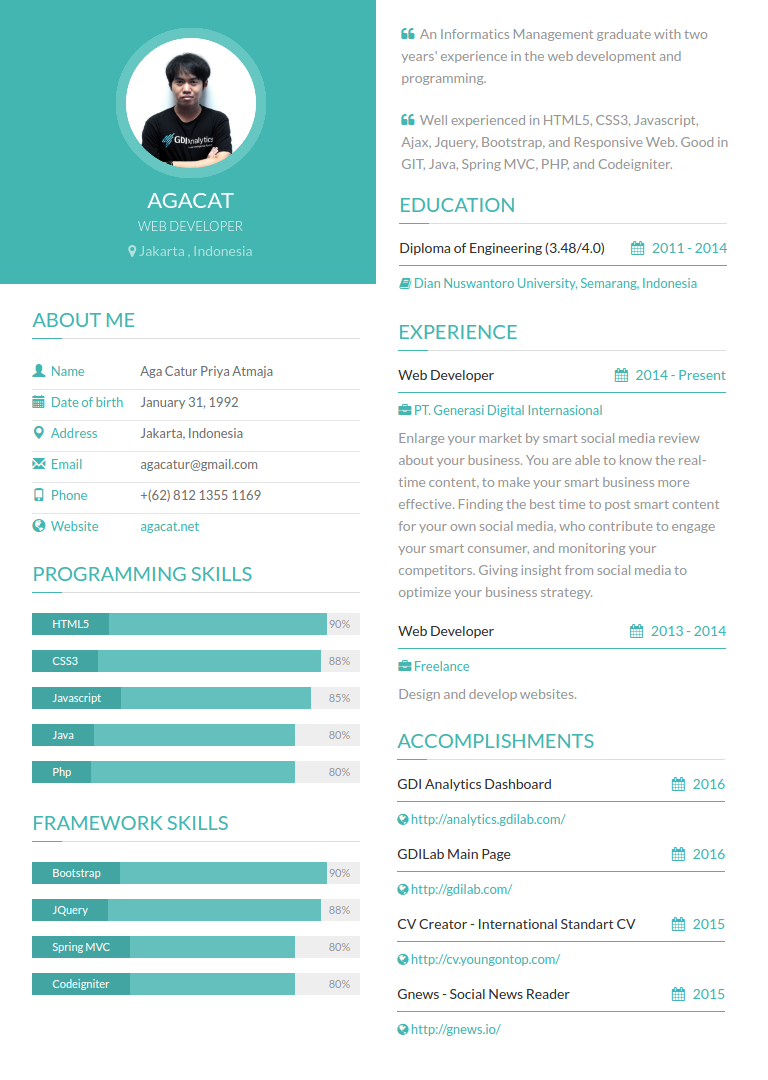 GDI Analytics
AGACAT
WEB DEVELOPER
Jakarta , Indonesia
ABOUT ME
Name Aga Catur Priya Atmaja
Date of birth January 31, 1992
Address Jakarta, Indonesia
Email agacatur@gmail.com
Phone +(62) 812 1355 1169
Website agacat.net
PROGRAMMING SKILLS
HTML5 90%
CSS3 88%
Javascript 85%
Java 80%
Php 80%
FRAMEWORK SKILLS
Bootstrap 90%
JQuery 88%
Spring MVC 80%
Codeigniter 80%
An Informatics Management graduate with two
years' experience in the web development and
programming.
Well experienced in HTML5, CSS3, Javascript,
Ajax, Jquery, Bootstrap, and Responsive Web. Good in
GIT, Java, Spring MVC, PHP, and Codeigniter.
EDUCATION
Diploma of Engineering (3.48/4.0) 2011 - 2014
Dian Nuswantoro University, Semarang, Indonesia
EXPERIENCE
Web Developer 2014 - Present
PT. Generasi Digital Internasional
Enlarge your market by smart social media review
about your business. You are able to know the real-
time content, to make your smart business more
effective. Finding the best time to post smart content
for your own social media, who contribute to engage
your smart consumer, and monitoring your
competitors. Giving insight from social media to
optimize your business strategy.
Web Developer 2013 - 2014
Freelance
Design and develop websites.
ACCOMPLISHMENTS
GDI Analytics Dashboard 2016
http://analytics.gdilab.com/
GDILab Main Page 2016
http://gdilab.com/
CV Creator - International Standart CV 2015
http://cv.youngontop.com/
Gnews - Social News Reader 2015
http://gnews.io/